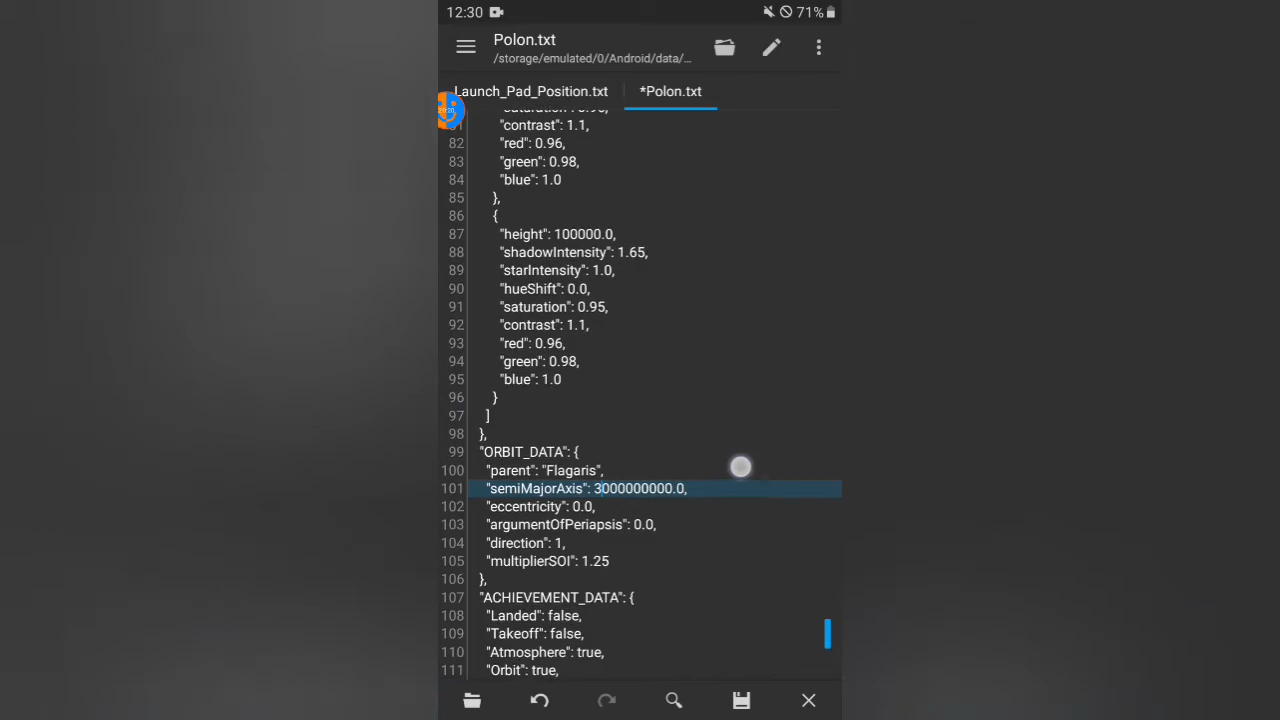 12:30 71%
Polon.txt
/storage/emulated/0/Android/data/…
Launch_Pad_Position.txt *Polon.txt
"contrast": 1.1,
82 "red": 0.96,
83 "green": 0.98,
84 "blue": 1.0
85 },
86 {
87 "height": 100000.0,
88 "shadowIntensity": 1.65,
89 "starIntensity": 1.0,
90 "hueShift": 0.0,
91 "saturation": 0.95,
92 "contrast": 1.1,
93 "red": 0.96,
94 "green": 0.98,
95 "blue": 1.0
96 }
97 ]
98 },
99 "ORBIT_DATA": {
100 "parent": "Flagaris",
101 "semiMajorAxis": 3000000000.0,
102 "eccentricity": 0.0,
103 "argumentOfPeriapsis": 0.0,
104 "direction": 1,
105 "multiplierSOI": 1.25
106 },
107 "ACHIEVEMENT_DATA": {
108 "Landed": false,
109 "Takeoff": false,
110 "Atmosphere": true,
111 "Orbit": true,